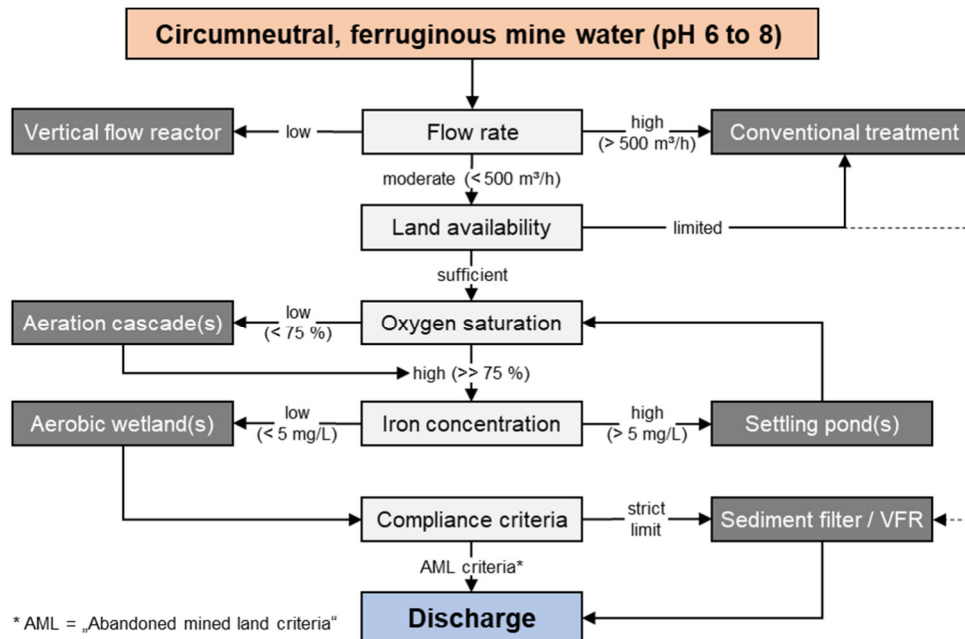 Circumneutral, ferruginous mine water (pH 6 to 8)
Vertical flow reactor
low
Flow rate
high
(> 500 m³/h)
Conventional treatment
moderate (< 500 m³/h)
Land availability
limited
sufficient
Aeration cascade(s)
low
(< 75 %)
Oxygen saturation
high (>> 75 %)
Aerobic wetland(s)
low
(< 5 mg/L)
Iron concentration
high
(> 5 mg/L)
Settling pond(s)
Compliance criteria
strict
limit
Sediment filter / VFR
AML criteria*
Discharge
* AML = „Abandoned mined land criteria“